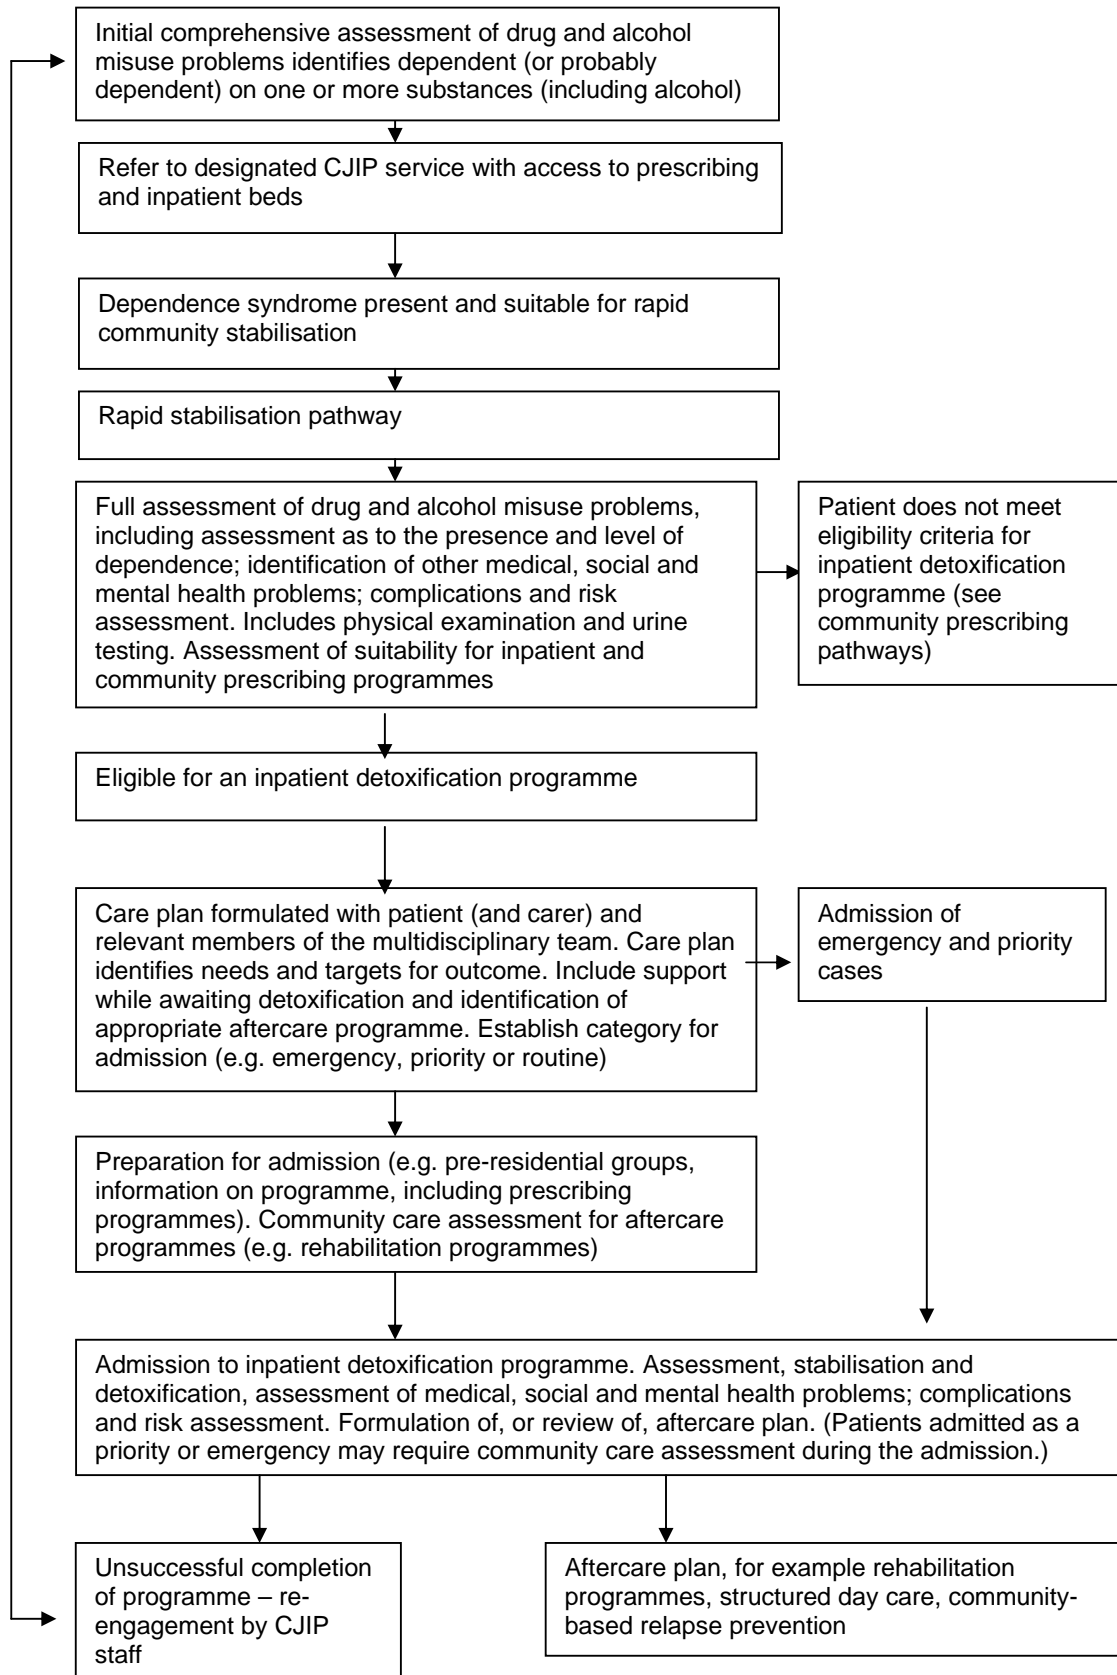 Initial comprehensive assessment of drug and alcohol
misuse problems identifies dependent (or probably
dependent) on one or more substances (including alcohol)
Refer to designated CJIP service with access to prescribing
and inpatient beds
Dependence syndrome present and suitable for rapid
community stabilisation
Rapid stabilisation pathway
Full assessment of drug and alcohol misuse problems,
including assessment as to the presence and level of
dependence; identification of other medical, social and
mental health problems; complications and risk
assessment. Includes physical examination and urine
testing. Assessment of suitability for inpatient and
community prescribing programmes
Patient does not meet
eligibility criteria for
inpatient detoxification
programme (see
community prescribing
pathways)
Eligible for an inpatient detoxification programme
Care plan formulated with patient (and carer) and
relevant members of the multidisciplinary team. Care plan
identifies needs and targets for outcome. Include support
while awaiting detoxification and identification of
appropriate aftercare programme. Establish category for
admission (e.g. emergency, priority or routine)
Admission of
emergency and priority
cases
Preparation for admission (e.g. pre-residential groups,
information on programme, including prescribing
programmes). Community care assessment for aftercare
programmes (e.g. rehabilitation programmes)
Admission to inpatient detoxification programme. Assessment, stabilisation and
detoxification, assessment of medical, social and mental health problems; complications
and risk assessment. Formulation of, or review of, aftercare plan. (Patients admitted as a
priority or emergency may require community care assessment during the admission.)
Unsuccessful completion
of programme – re-
engagement by CJIP
staff
Aftercare plan, for example rehabilitation
programmes, structured day care, community-
based relapse prevention